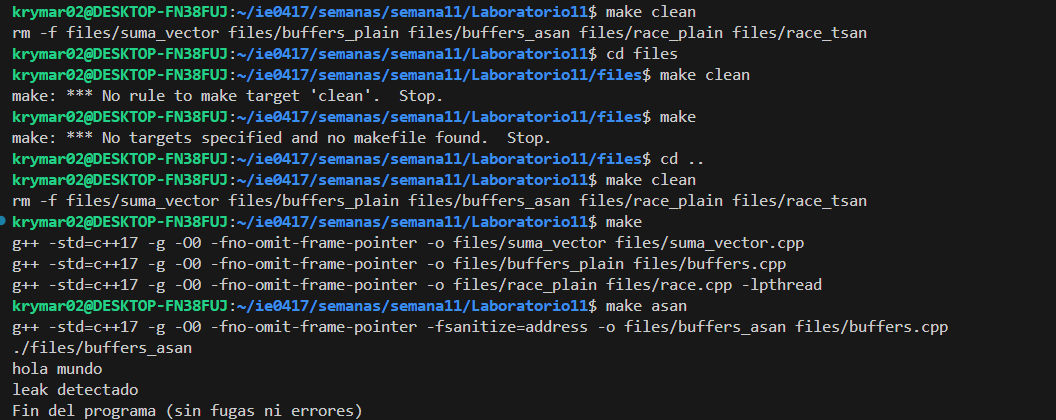 krymar02@DESKTOP-FN38FUJ:~/ie0417/semanas/semana11/Laboratorio11$ make clean
rm -f files/suma_vector files/buffers_plain files/buffers_asan files/race_plain files/race_tsan
krymar02@DESKTOP-FN38FUJ:~/ie0417/semanas/semana11/Laboratorio11$ cd files
krymar02@DESKTOP-FN38FUJ:~/ie0417/semanas/semana11/Laboratorio11/files$ make clean
make: *** No rule to make target 'clean'.  Stop.
krymar02@DESKTOP-FN38FUJ:~/ie0417/semanas/semana11/Laboratorio11/files$ make
make: *** No targets specified and no makefile found.  Stop.
krymar02@DESKTOP-FN38FUJ:~/ie0417/semanas/semana11/Laboratorio11/files$ cd ..
krymar02@DESKTOP-FN38FUJ:~/ie0417/semanas/semana11/Laboratorio11$ make clean
rm -f files/suma_vector files/buffers_plain files/buffers_asan files/race_plain files/race_tsan
krymar02@DESKTOP-FN38FUJ:~/ie0417/semanas/semana11/Laboratorio11$ make
g++ -std=c++17 -g -O0 -fno-omit-frame-pointer -o files/suma_vector files/suma_vector.cpp
g++ -std=c++17 -g -O0 -fno-omit-frame-pointer -o files/buffers_plain files/buffers.cpp
g++ -std=c++17 -g -O0 -fno-omit-frame-pointer -o files/race_plain files/race.cpp -lpthread
krymar02@DESKTOP-FN38FUJ:~/ie0417/semanas/semana11/Laboratorio11$ make asan
g++ -std=c++17 -g -O0 -fno-omit-frame-pointer -fsanitize=address -o files/buffers_asan files/buffers.cpp
./files/buffers_asan
hola mundo
leak detectado
Fin del programa (sin fugas ni errores)